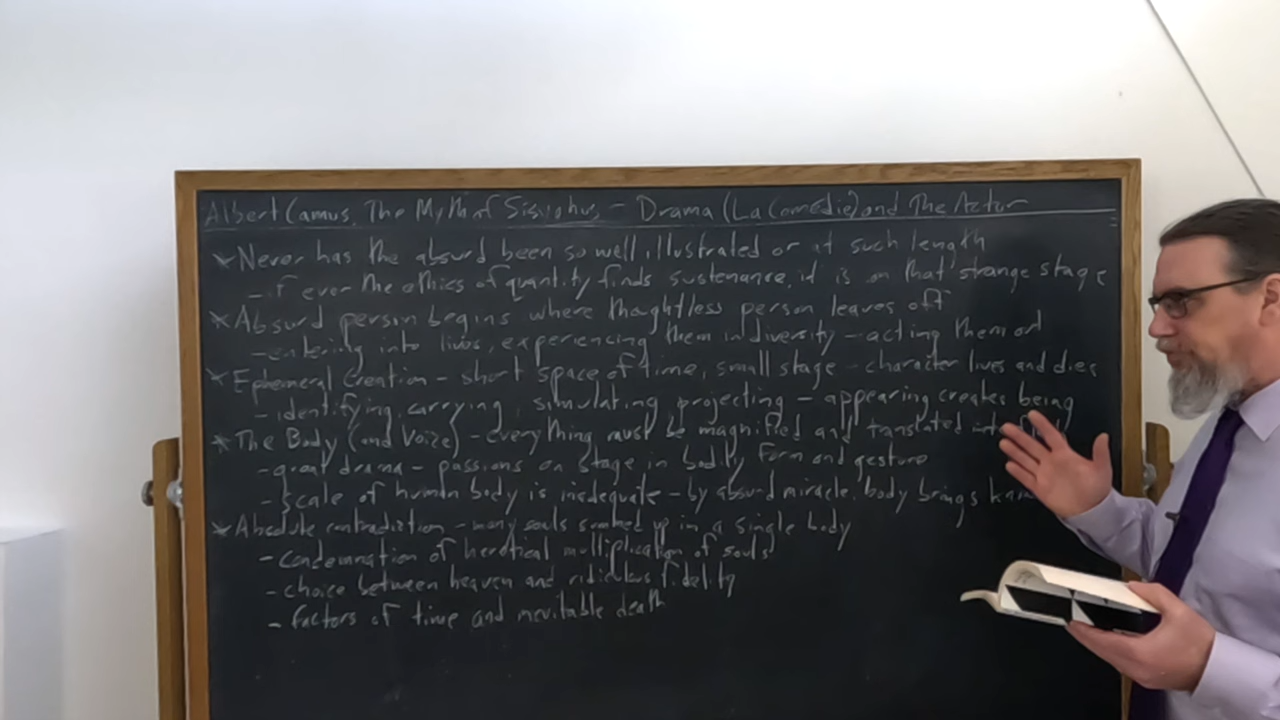 Albert Camus, The Myth of Sisyphus - Drama (La Comédie) and The Actor
* Never has the absurd been so well illustrated or at such length
- if ever the ethics of quantity finds sustenance, it is on that strange stage
* Absurd person begins where thoughtless person leaves off
- entering into lives, experiencing them in diversity - acting them out
* Ephemeral Creation - short space of time, small stage - character lives and dies
- identifying, carrying, simulating, projecting - appearing creates being
* The Body (and Voice) - everything must be magnified and translated into
- great drama - passions on stage in bodily form and gesture
- scale of human body is inadequate - by absurd miracle, body brings
* Absolute contradiction - many souls summed up in a single body
- condemnation of heretical multiplication of souls
- choice between heaven and ridiculous fidelity
- factors of time and inevitable death